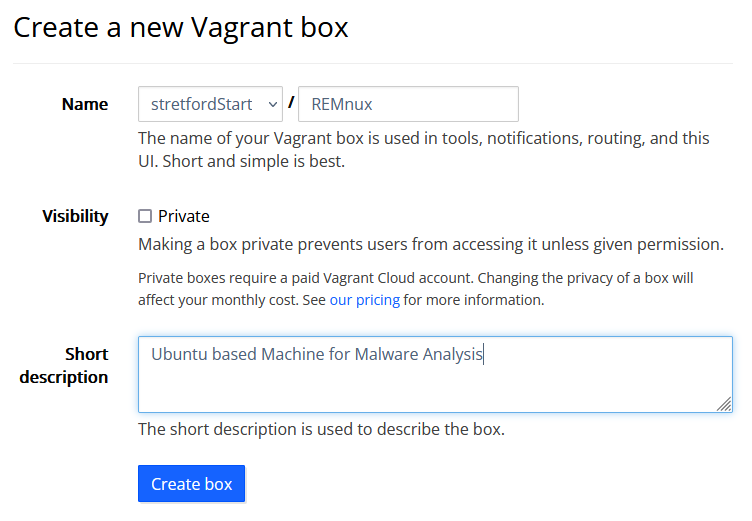 Create a new Vagrant box
Name stretfordStart / REMnux
The name of your Vagrant box is used in tools, notifications, routing, and this
UI. Short and simple is best.
Visibility Private
Making a box private prevents users from accessing it unless given permission.
Private boxes require a paid Vagrant Cloud account. Changing the privacy of a box will
affect your monthly cost. See our pricing for more information.
Short Ubuntu based Machine for Malware Analysis
description
The short description is used to describe the box.
Create box